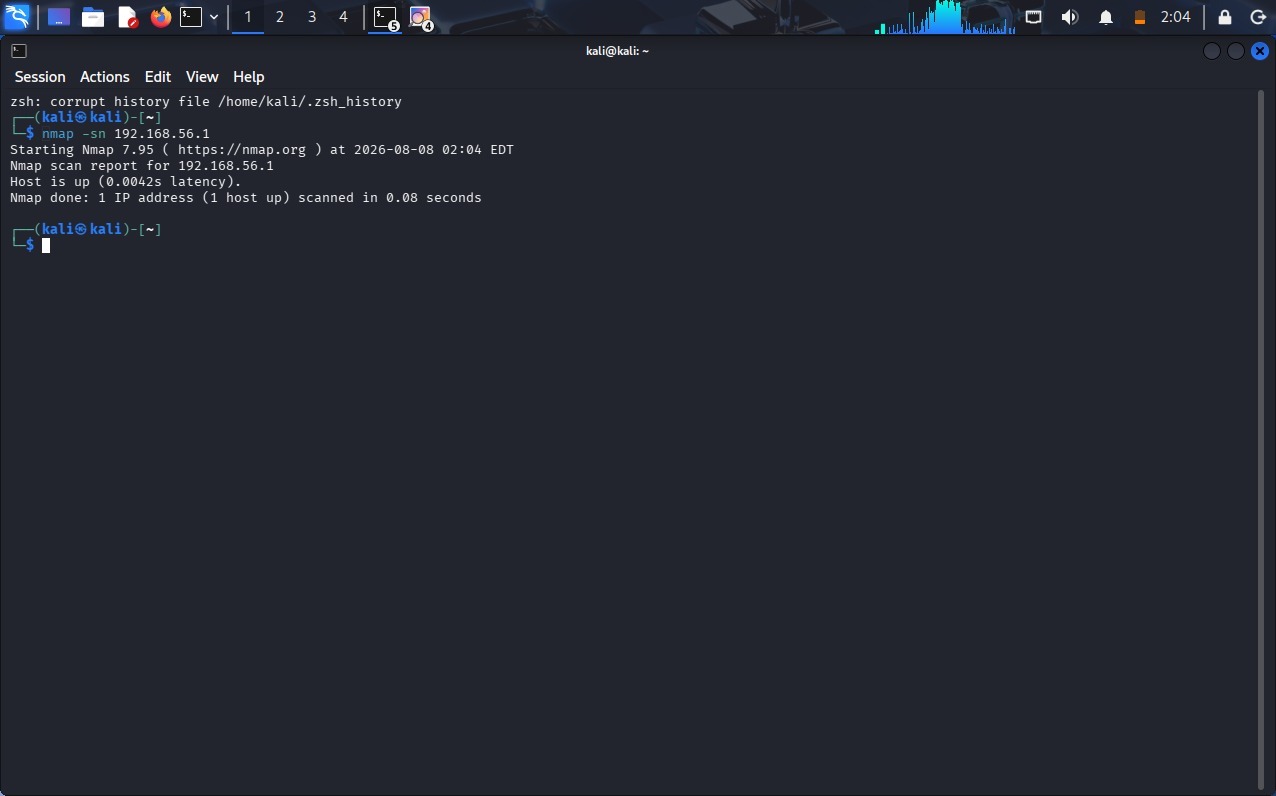 1 2 3 4 5 4 2:04
kali@kali: ~
Session Actions Edit View Help
zsh: corrupt history file /home/kali/.zsh_history
┌──(kali㉿kali)-[~]
└─$ nmap -sn 192.168.56.1
Starting Nmap 7.95 ( https://nmap.org ) at 2026-08-08 02:04 EDT
Nmap scan report for 192.168.56.1
Host is up (0.0042s latency).
Nmap done: 1 IP address (1 host up) scanned in 0.08 seconds
┌──(kali㉿kali)-[~]
└─$